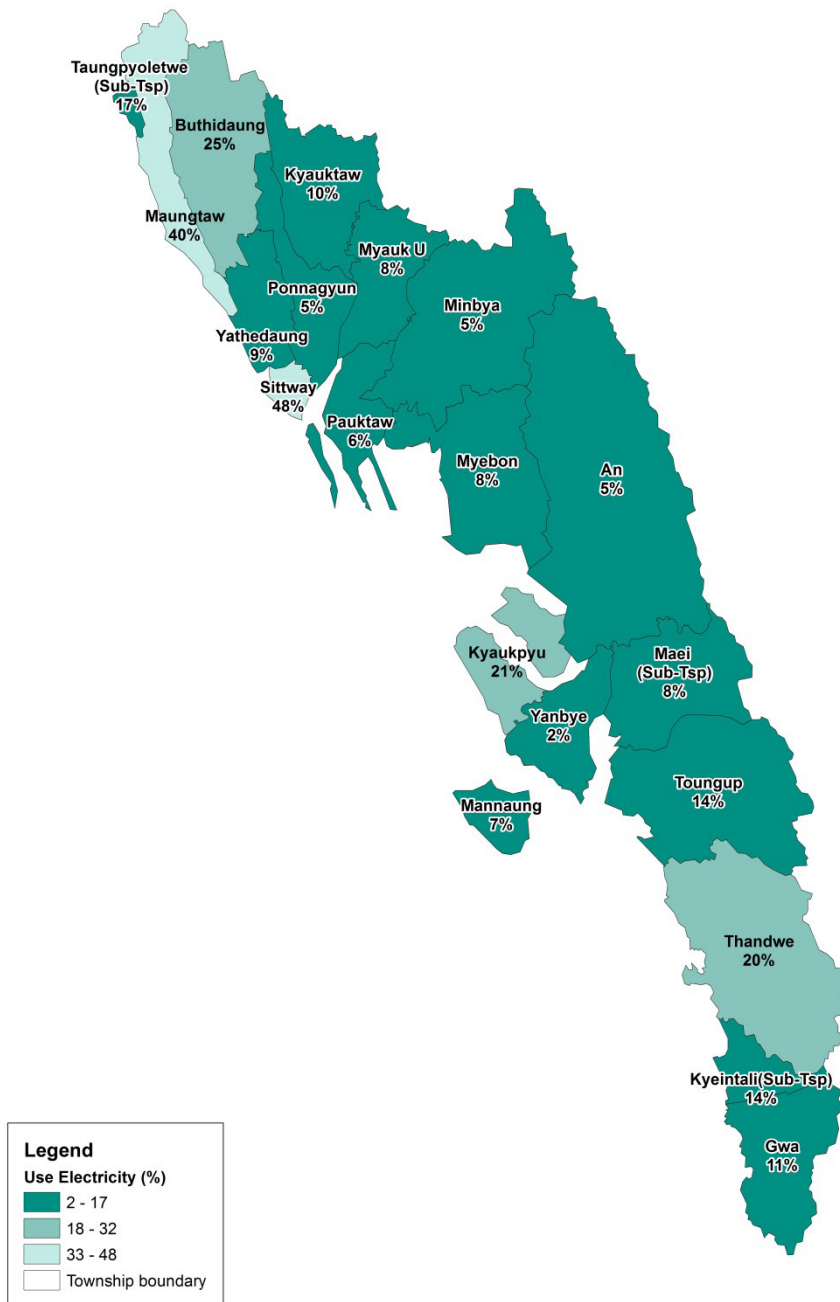 Taungpyoletwe
(Sub-Tsp)
17%
Buthidaung
25%
Kyauktaw
10%
Maungtaw
40%
Myauk U
8%
Ponnagyun
5%
Minbya
5%
Yathedaung
9%
Sittway
48%
Pauktaw
6%
Myebon
8%
An
5%
Kyaukpyu
21%
Maei
(Sub-Tsp)
8%
Yanbye
2%
Toungup
14%
Mannaung
7%
Thandwe
20%
Kyeintali(Sub-Tsp)
14%
Gwa
11%
Legend
Use Electricity (%)
2 - 17
18 - 32
33 - 48
Township boundary